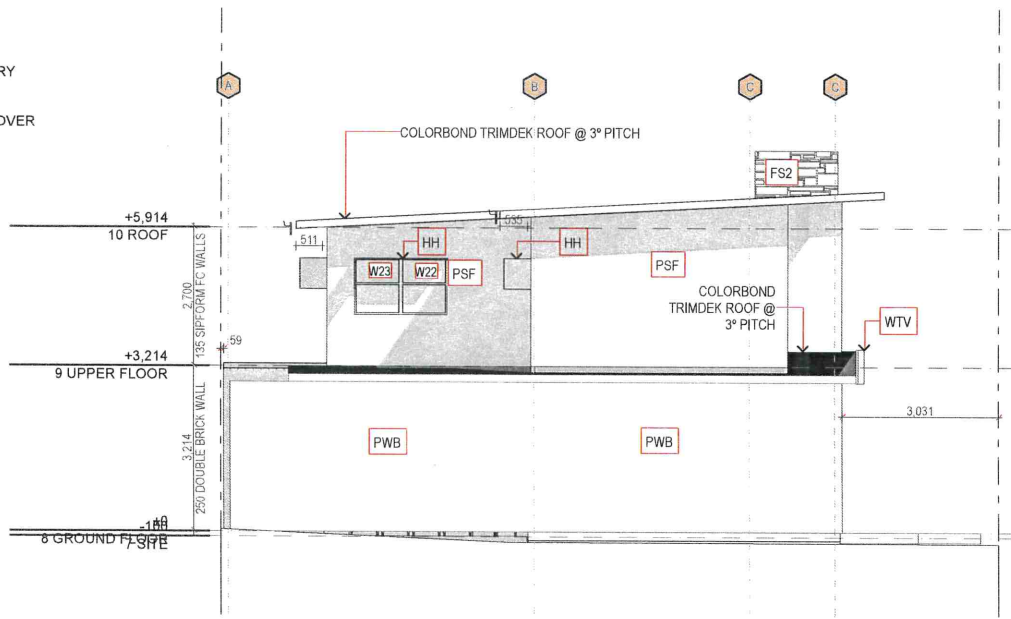 RY
OVER
A
B
C
C
COLORBOND TRIMDEK ROOF @ 3º PITCH
FS2
+5,914
10 ROOF
535
511
HH
HH
W23
W22
PSF
PSF
2,700
135 SIPFORM FC WALLS
COLORBOND
TRIMDEK ROOF @
3º PITCH
WTV
59
+3,214
9 UPPER FLOOR
3,031
3,214
250 DOUBLE BRICK WALL
PWB
PWB
+0
8 GROUND FLOOR
7 SITE